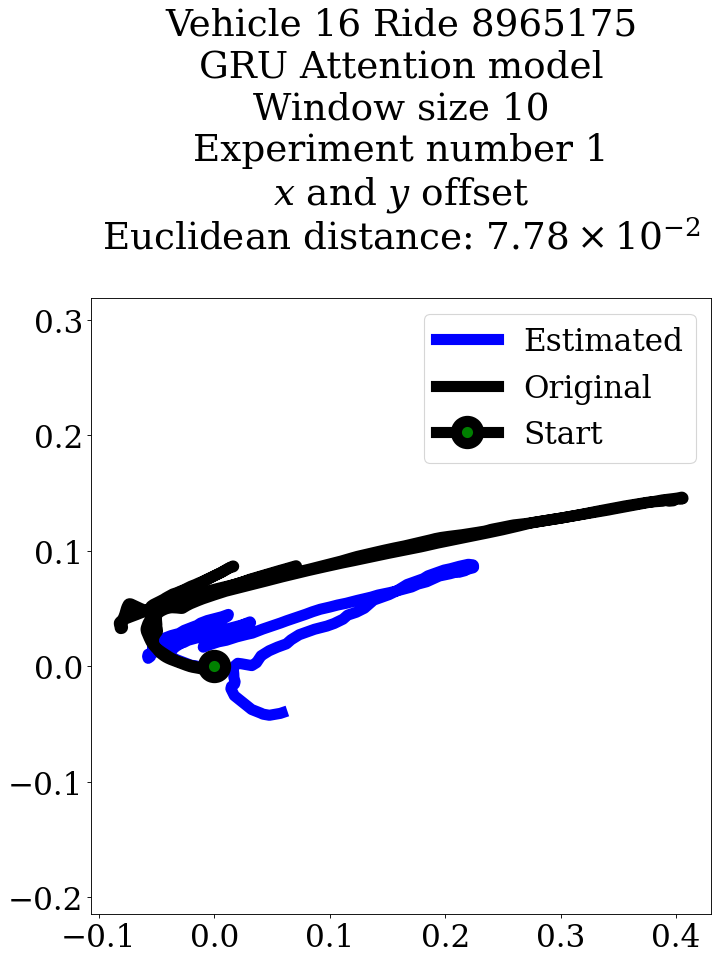 Vehicle 16 Ride 8965175
GRU Attention model
Window size 10
Experiment number 1
x and y offset
Euclidean distance: 7.78 × 10⁻²
Estimated
Original
Start
0.3
0.2
0.1
0.0
−0.1
−0.2
−0.1 0.0 0.1 0.2 0.3 0.4